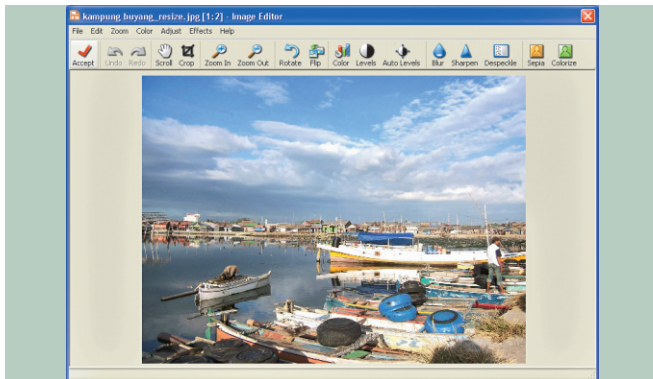 kampung buyang_resize.jpg [1:2] - Image Editor
File Edit Zoom Color Adjust Effects Help
Accept Undo Redo Scroll Crop Zoom In Zoom Out Rotate Flip Color Levels Auto Levels Blur Sharpen Despeckle Sepia Colorize